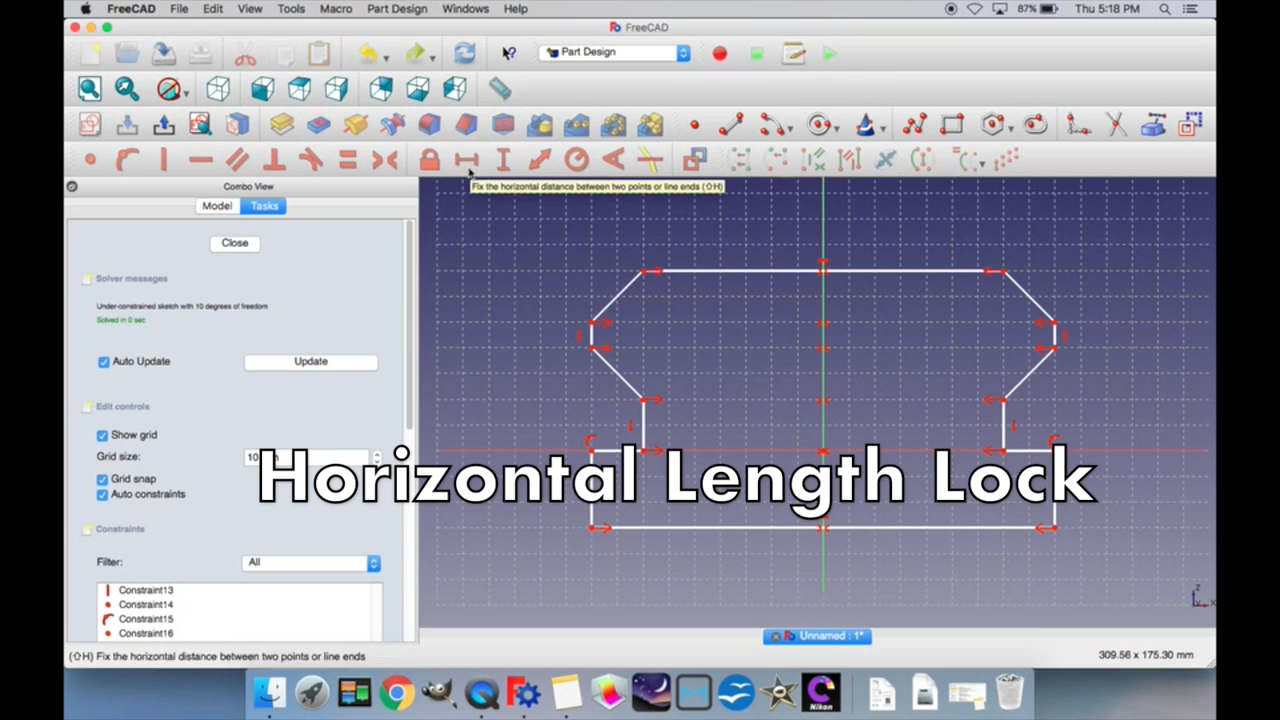 FreeCAD File Edit View Tools Macro Part Design Windows Help 87% Thu 5:18 PM
FreeCAD
Part Design
Fix the horizontal distance between two points or line ends (⇧H)
Combo View
Model Tasks
Close
Solver messages
Under-constrained sketch with 10 degrees of freedom
Solved in 0 sec
Auto Update Update
Edit controls
Show grid
Grid size: 10
Grid snap
Auto constraints
Horizontal Length Lock
Constraints
Filter: All
Constraint13
Constraint14
Constraint15
Constraint16
Z
X
Unnamed : 1*
(⇧H) Fix the horizontal distance between two points or line ends 309.56 x 175.30 mm
Nikon